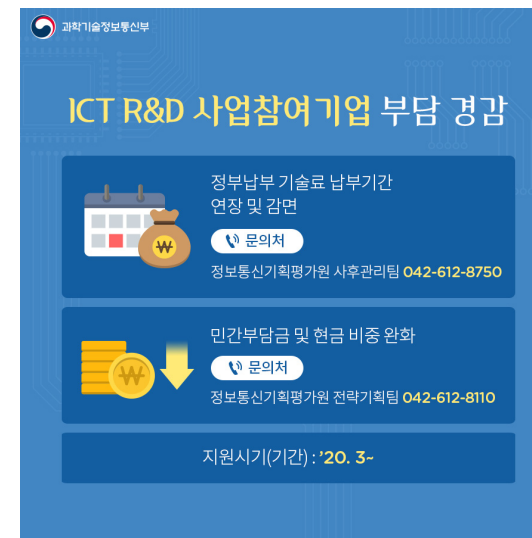 과학기술정보통신부
ICT R&D 사업참여기업 부담 경감
정부납부 기술료 납부기간
연장 및 감면
문의처
정보통신기획평가원 사후관리팀 042-612-8750
민간부담금 및 현금 비중 완화
문의처
정보통신기획평가원 전략기획팀 042-612-8110
지원시기(기간) : ’20. 3~